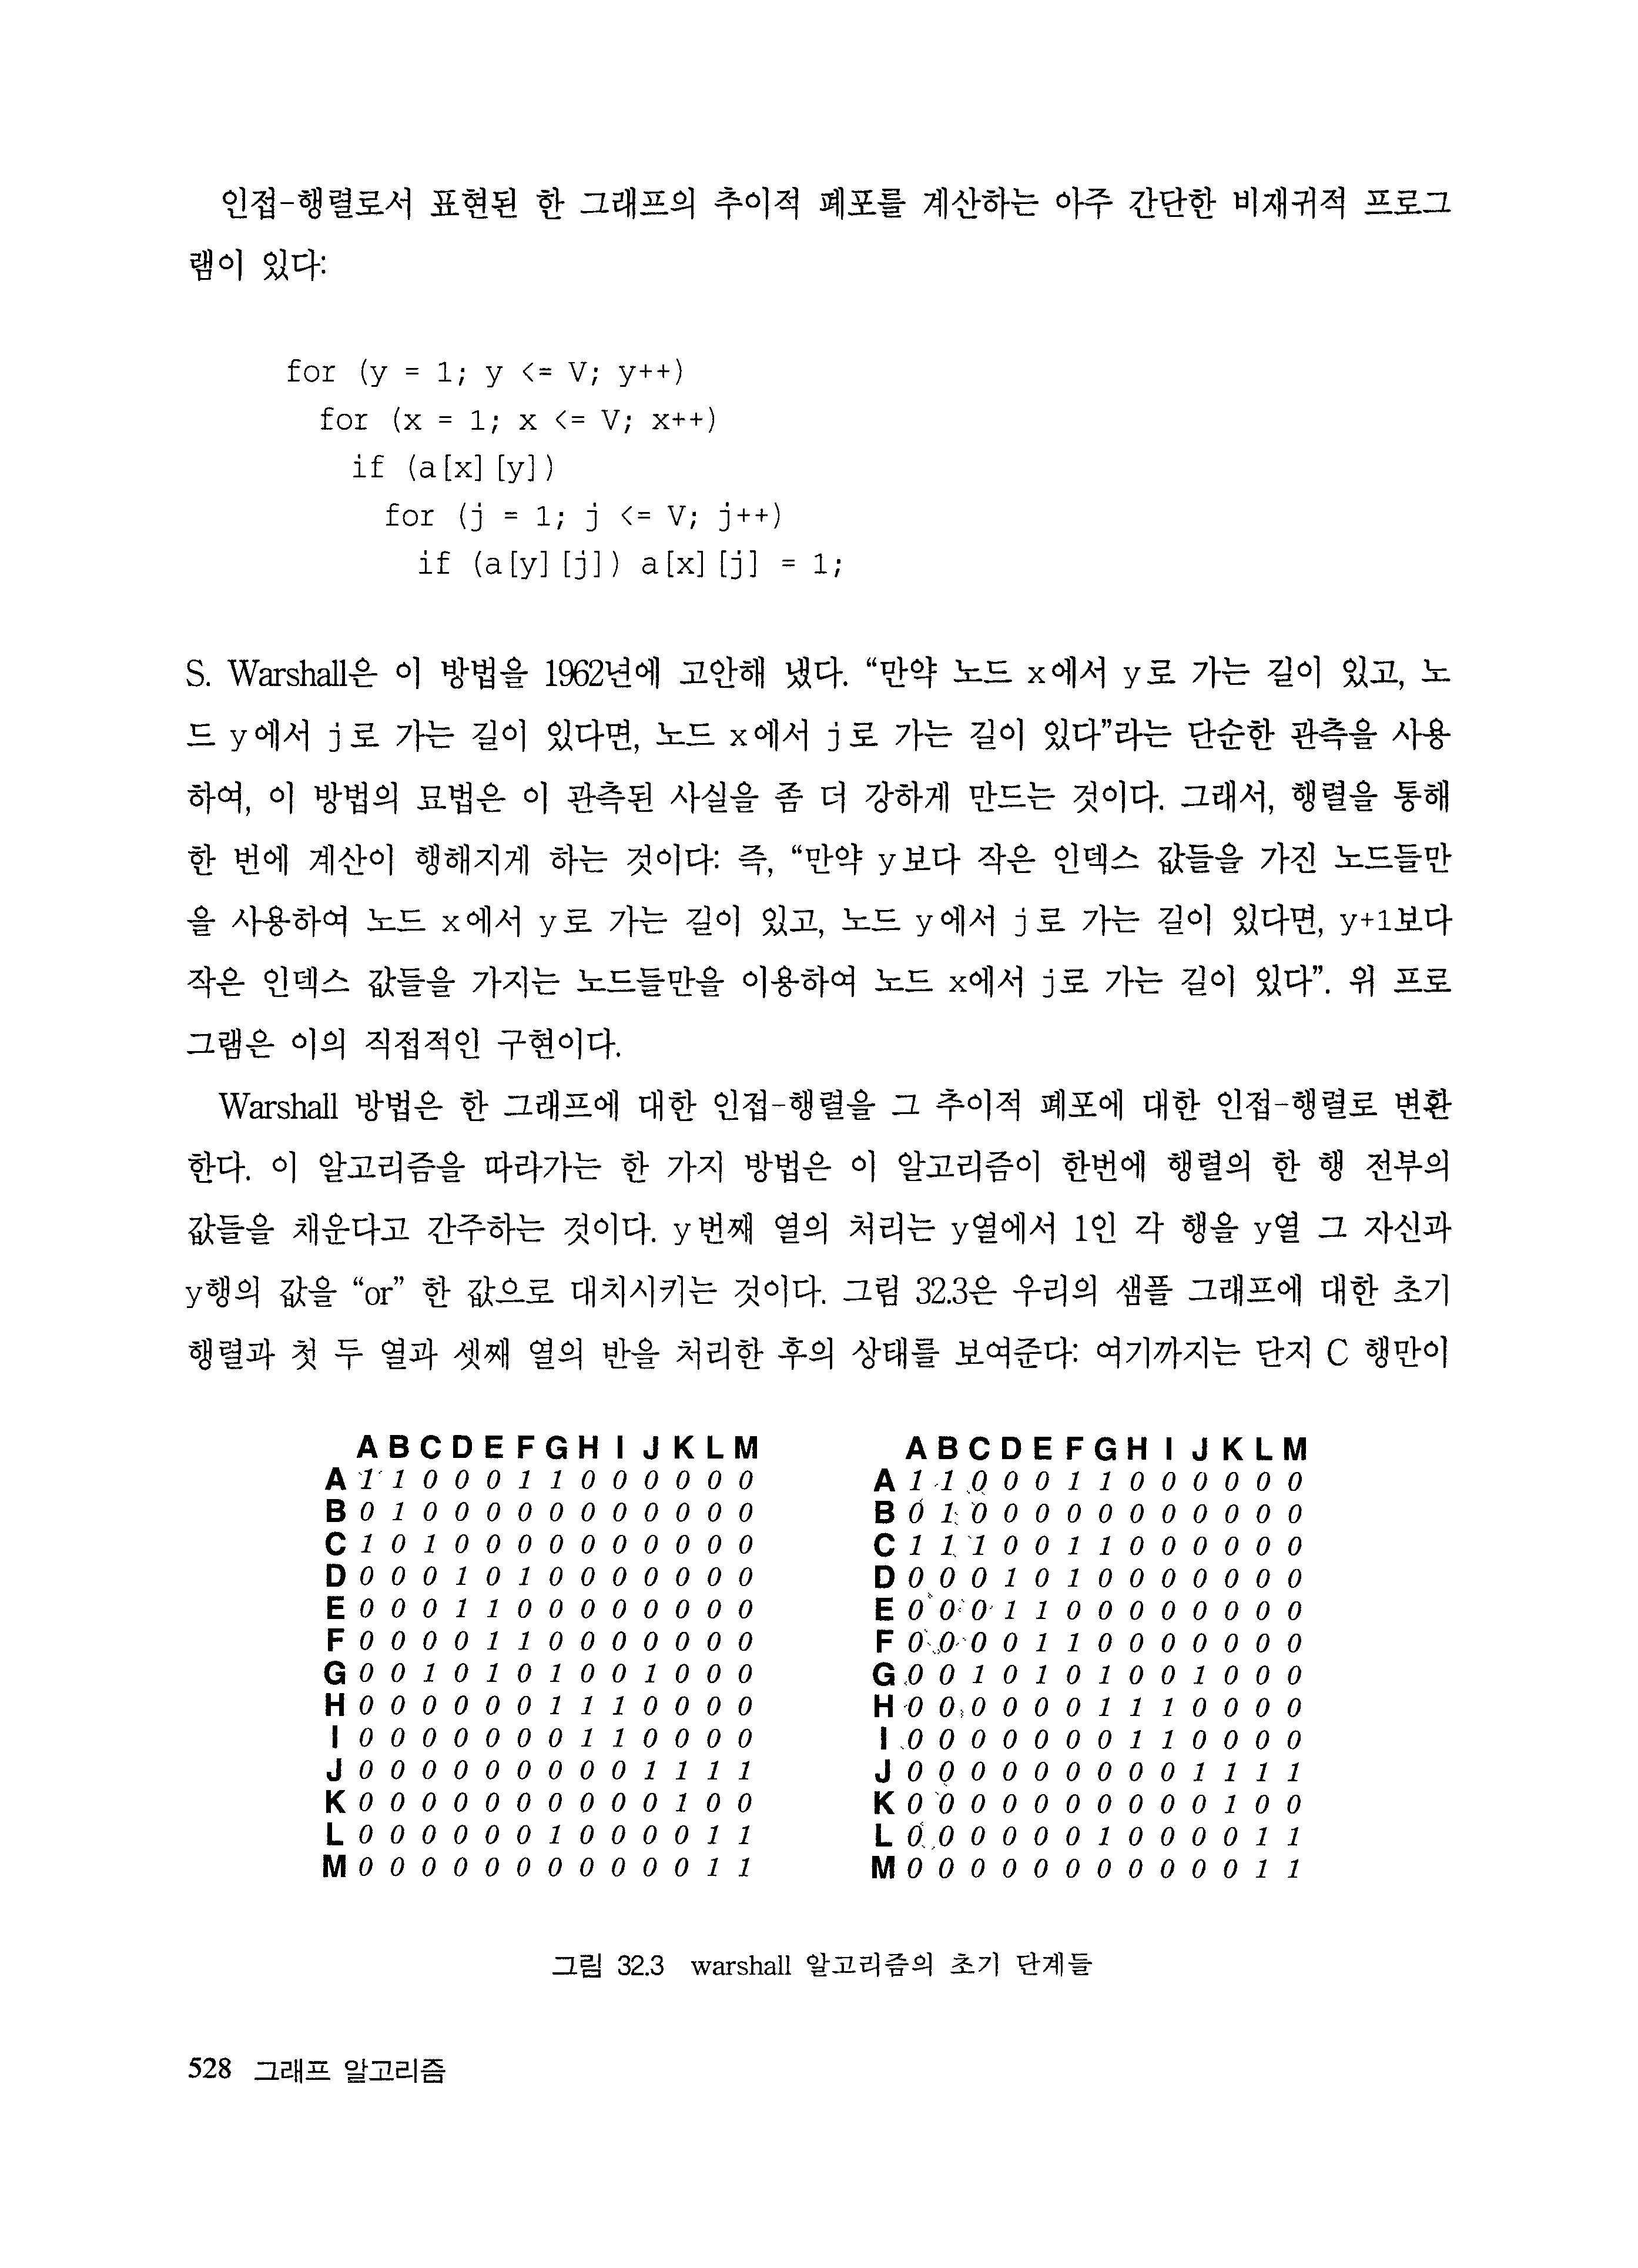 인접-행렬로서 표현된 한 그래프의 추이적 폐포를 계산하는 아주 간단한 비재귀적 프로그
램이 있다:
for (y = 1; y <= V; y++)
for (x = 1; x <= V; x++)
if (a[x][y])
for (j = 1; j <= V; j++)
if (a[y][j]) a[x][j] = 1;
S. Warshall은 이 방법을 1962년에 고안해 냈다. “만약 노드 x에서 y로 가는 길이 있고, 노
드 y에서 j로 가는 길이 있다면, 노드 x에서 j로 가는 길이 있다”라는 단순한 관측을 사용
하여, 이 방법의 묘법은 이 관측된 사실을 좀 더 강하게 만드는 것이다. 그래서, 행렬을 통해
한 번에 계산이 행해지게 하는 것이다: 즉, “만약 y보다 작은 인덱스 값들을 가진 노드들만
을 사용하여 노드 x에서 y로 가는 길이 있고, 노드 y에서 j로 가는 길이 있다면, y+1보다
작은 인덱스 값들을 가지는 노드들만을 이용하여 노드 x에서 j로 가는 길이 있다”. 위 프로
그램은 이의 직접적인 구현이다.
Warshall 방법은 한 그래프에 대한 인접-행렬을 그 추이적 폐포에 대한 인접-행렬로 변환
한다. 이 알고리즘을 따라가는 한 가지 방법은 이 알고리즘이 한번에 행렬의 한 행 전부의
값들을 채운다고 간주하는 것이다. y번째 열의 처리는 y열에서 1인 각 행을 y열 그 자신과
y행의 값을 “or” 한 값으로 대치시키는 것이다. 그림 32.3은 우리의 샘플 그래프에 대한 초기
행렬과 첫 두 열과 셋째 열의 반을 처리한 후의 상태를 보여준다: 여기까지는 단지 C 행만이
A B C D E F G H I J K L M
A 1 1 0 0 0 1 1 0 0 0 0 0 0
B 0 1 0 0 0 0 0 0 0 0 0 0 0
C 1 0 1 0 0 0 0 0 0 0 0 0 0
D 0 0 0 1 0 1 0 0 0 0 0 0 0
E 0 0 0 1 1 0 0 0 0 0 0 0 0
F 0 0 0 0 1 1 0 0 0 0 0 0 0
G 0 0 1 0 1 0 1 0 0 1 0 0 0
H 0 0 0 0 0 0 1 1 1 0 0 0 0
I 0 0 0 0 0 0 0 1 1 0 0 0 0
J 0 0 0 0 0 0 0 0 0 1 1 1 1
K 0 0 0 0 0 0 0 0 0 0 1 0 0
L 0 0 0 0 0 0 1 0 0 0 0 1 1
M 0 0 0 0 0 0 0 0 0 0 0 1 1
A B C D E F G H I J K L M
A 1 1 0 0 0 1 1 0 0 0 0 0 0
B 0 1 0 0 0 0 0 0 0 0 0 0 0
C 1 1 1 0 0 1 1 0 0 0 0 0 0
D 0 0 0 1 0 1 0 0 0 0 0 0 0
E 0 0 0 1 1 0 0 0 0 0 0 0 0
F 0 0 0 0 1 1 0 0 0 0 0 0 0
G 0 0 1 0 1 0 1 0 0 1 0 0 0
H 0 0 0 0 0 0 1 1 1 0 0 0 0
I 0 0 0 0 0 0 0 1 1 0 0 0 0
J 0 0 0 0 0 0 0 0 0 1 1 1 1
K 0 0 0 0 0 0 0 0 0 0 1 0 0
L 0 0 0 0 0 0 1 0 0 0 0 1 1
M 0 0 0 0 0 0 0 0 0 0 0 1 1
그림 32.3 warshall 알고리즘의 초기 단계들
528 그래프 알고리즘